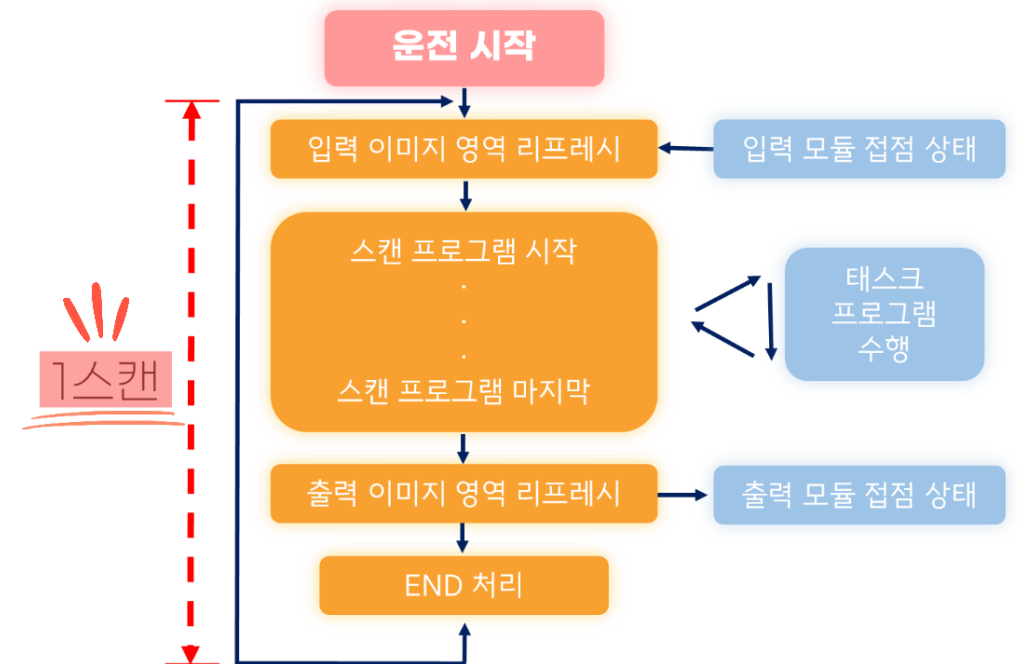 운전 시작
입력 이미지 영역 리프레시
입력 모듈 접점 상태
스캔 프로그램 시작
.
.
.
스캔 프로그램 마지막
태스크
프로그램
수행
1스캔
출력 이미지 영역 리프레시
출력 모듈 접점 상태
END 처리